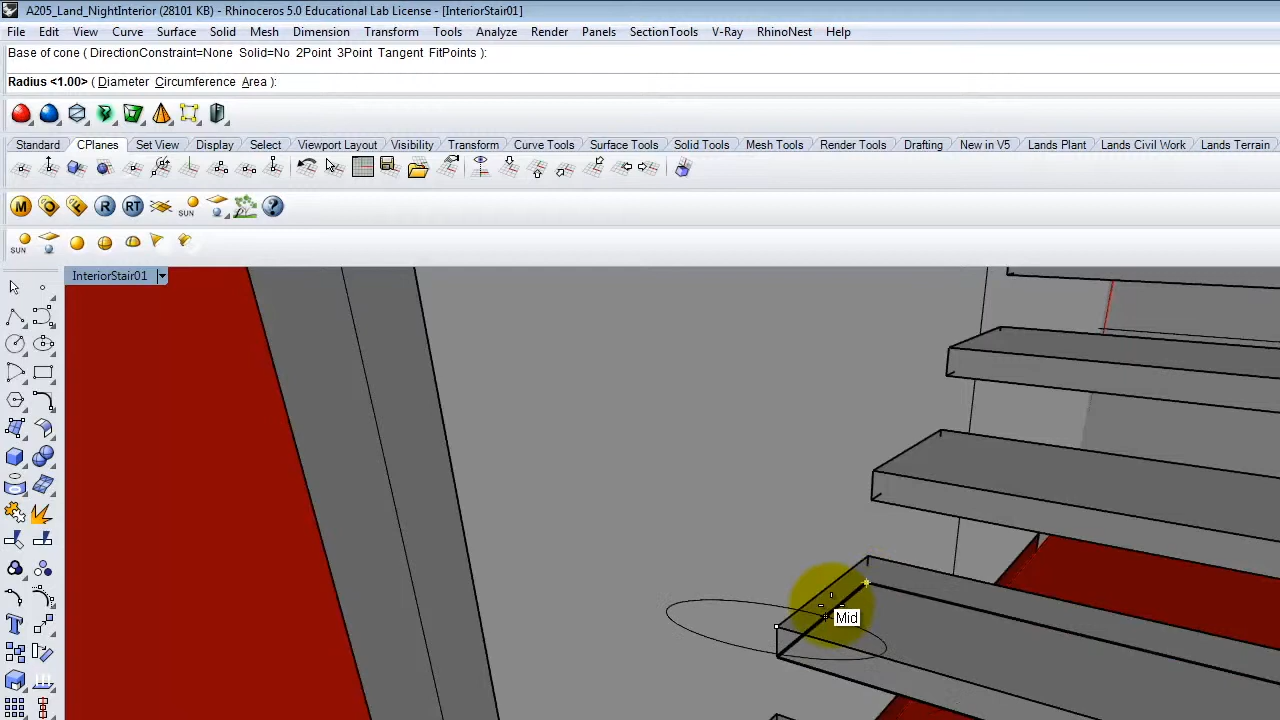 A205_Land_NightInterior (28101 KB) - Rhinoceros 5.0 Educational Lab License - [InteriorStair01]
File Edit View Curve Surface Solid Mesh Dimension Transform Tools Analyze Render Panels SectionTools V-Ray RhinoNest Help
Base of cone ( DirectionConstraint=None Solid=No 2Point 3Point Tangent FitPoints ):
Radius <1.00> ( Diameter Circumference Area ):
Standard CPlanes Set View Display Select Viewport Layout Visibility Transform Curve Tools Surface Tools Solid Tools Mesh Tools Render Tools Drafting New in V5 Lands Plant Lands Civil Work Lands Terrain
M O F R RT SUN ?
SUN
InteriorStair01
Mid
T